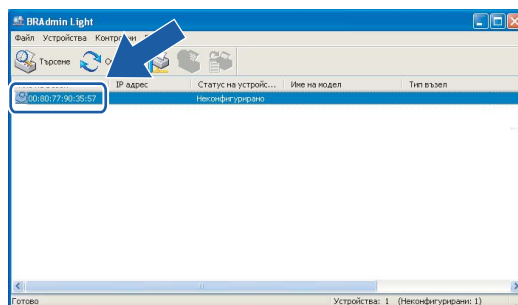 BRAdmin Light
Файл Устройства
Търсене
IP адрес Статус на устройс... Име на модел Тип възел
00:80:77:90:35:57 Неконфигурирано
Готово Устройства: 1 (Неконфигурирани: 1)